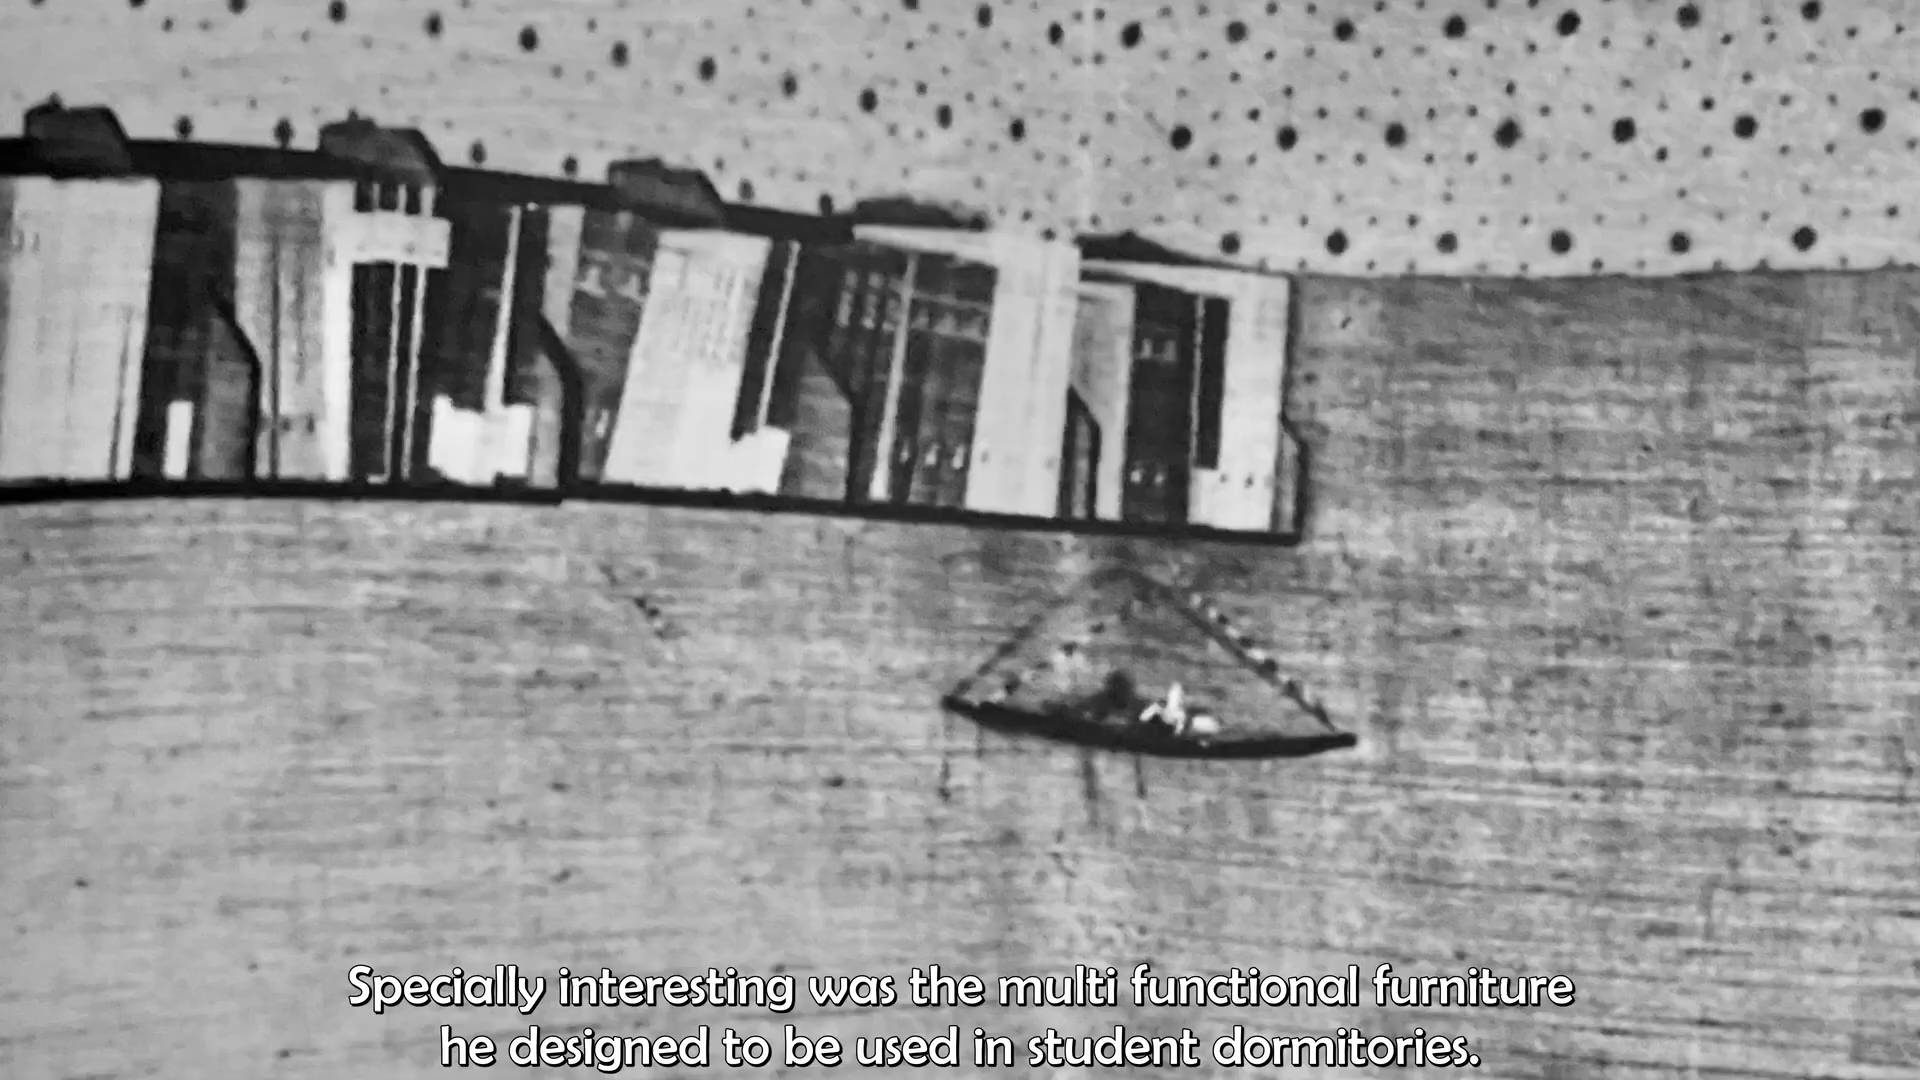 Specially interesting was the multi functional furniture
he designed to be used in student dormitories.